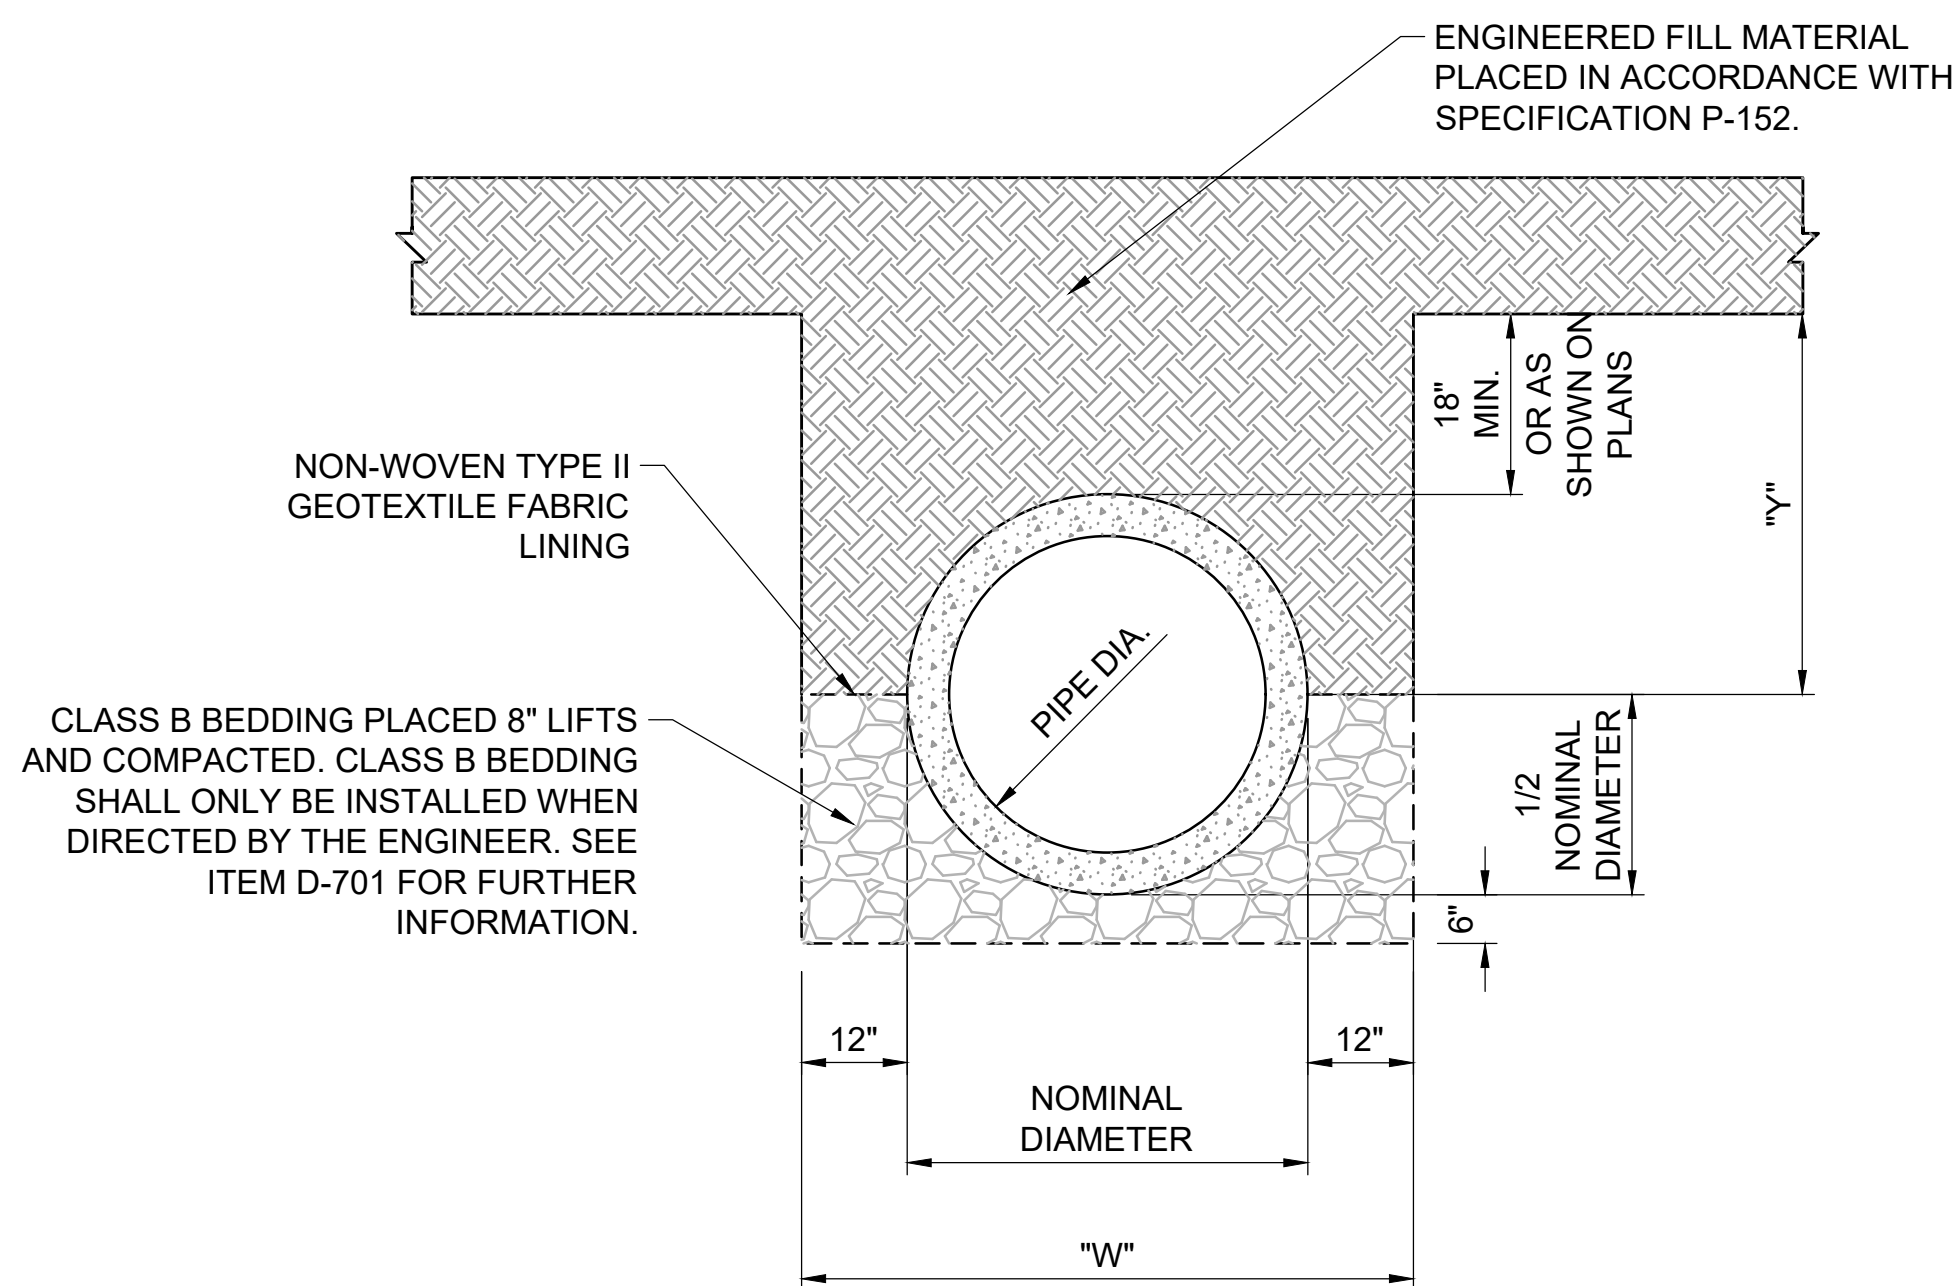 ENGINEERED FILL MATERIAL
PLACED IN ACCORDANCE WITH
SPECIFICATION P-152.
18"
MIN.
OR AS
SHOWN ON
PLANS
"Y"
NON-WOVEN TYPE II
GEOTEXTILE FABRIC
LINING
PIPE DIA.
CLASS B BEDDING PLACED 8" LIFTS
AND COMPACTED. CLASS B BEDDING
SHALL ONLY BE INSTALLED WHEN
DIRECTED BY THE ENGINEER. SEE
ITEM D-701 FOR FURTHER
INFORMATION.
1/2
NOMINAL
DIAMETER
6"
12"
12"
NOMINAL
DIAMETER
"W"